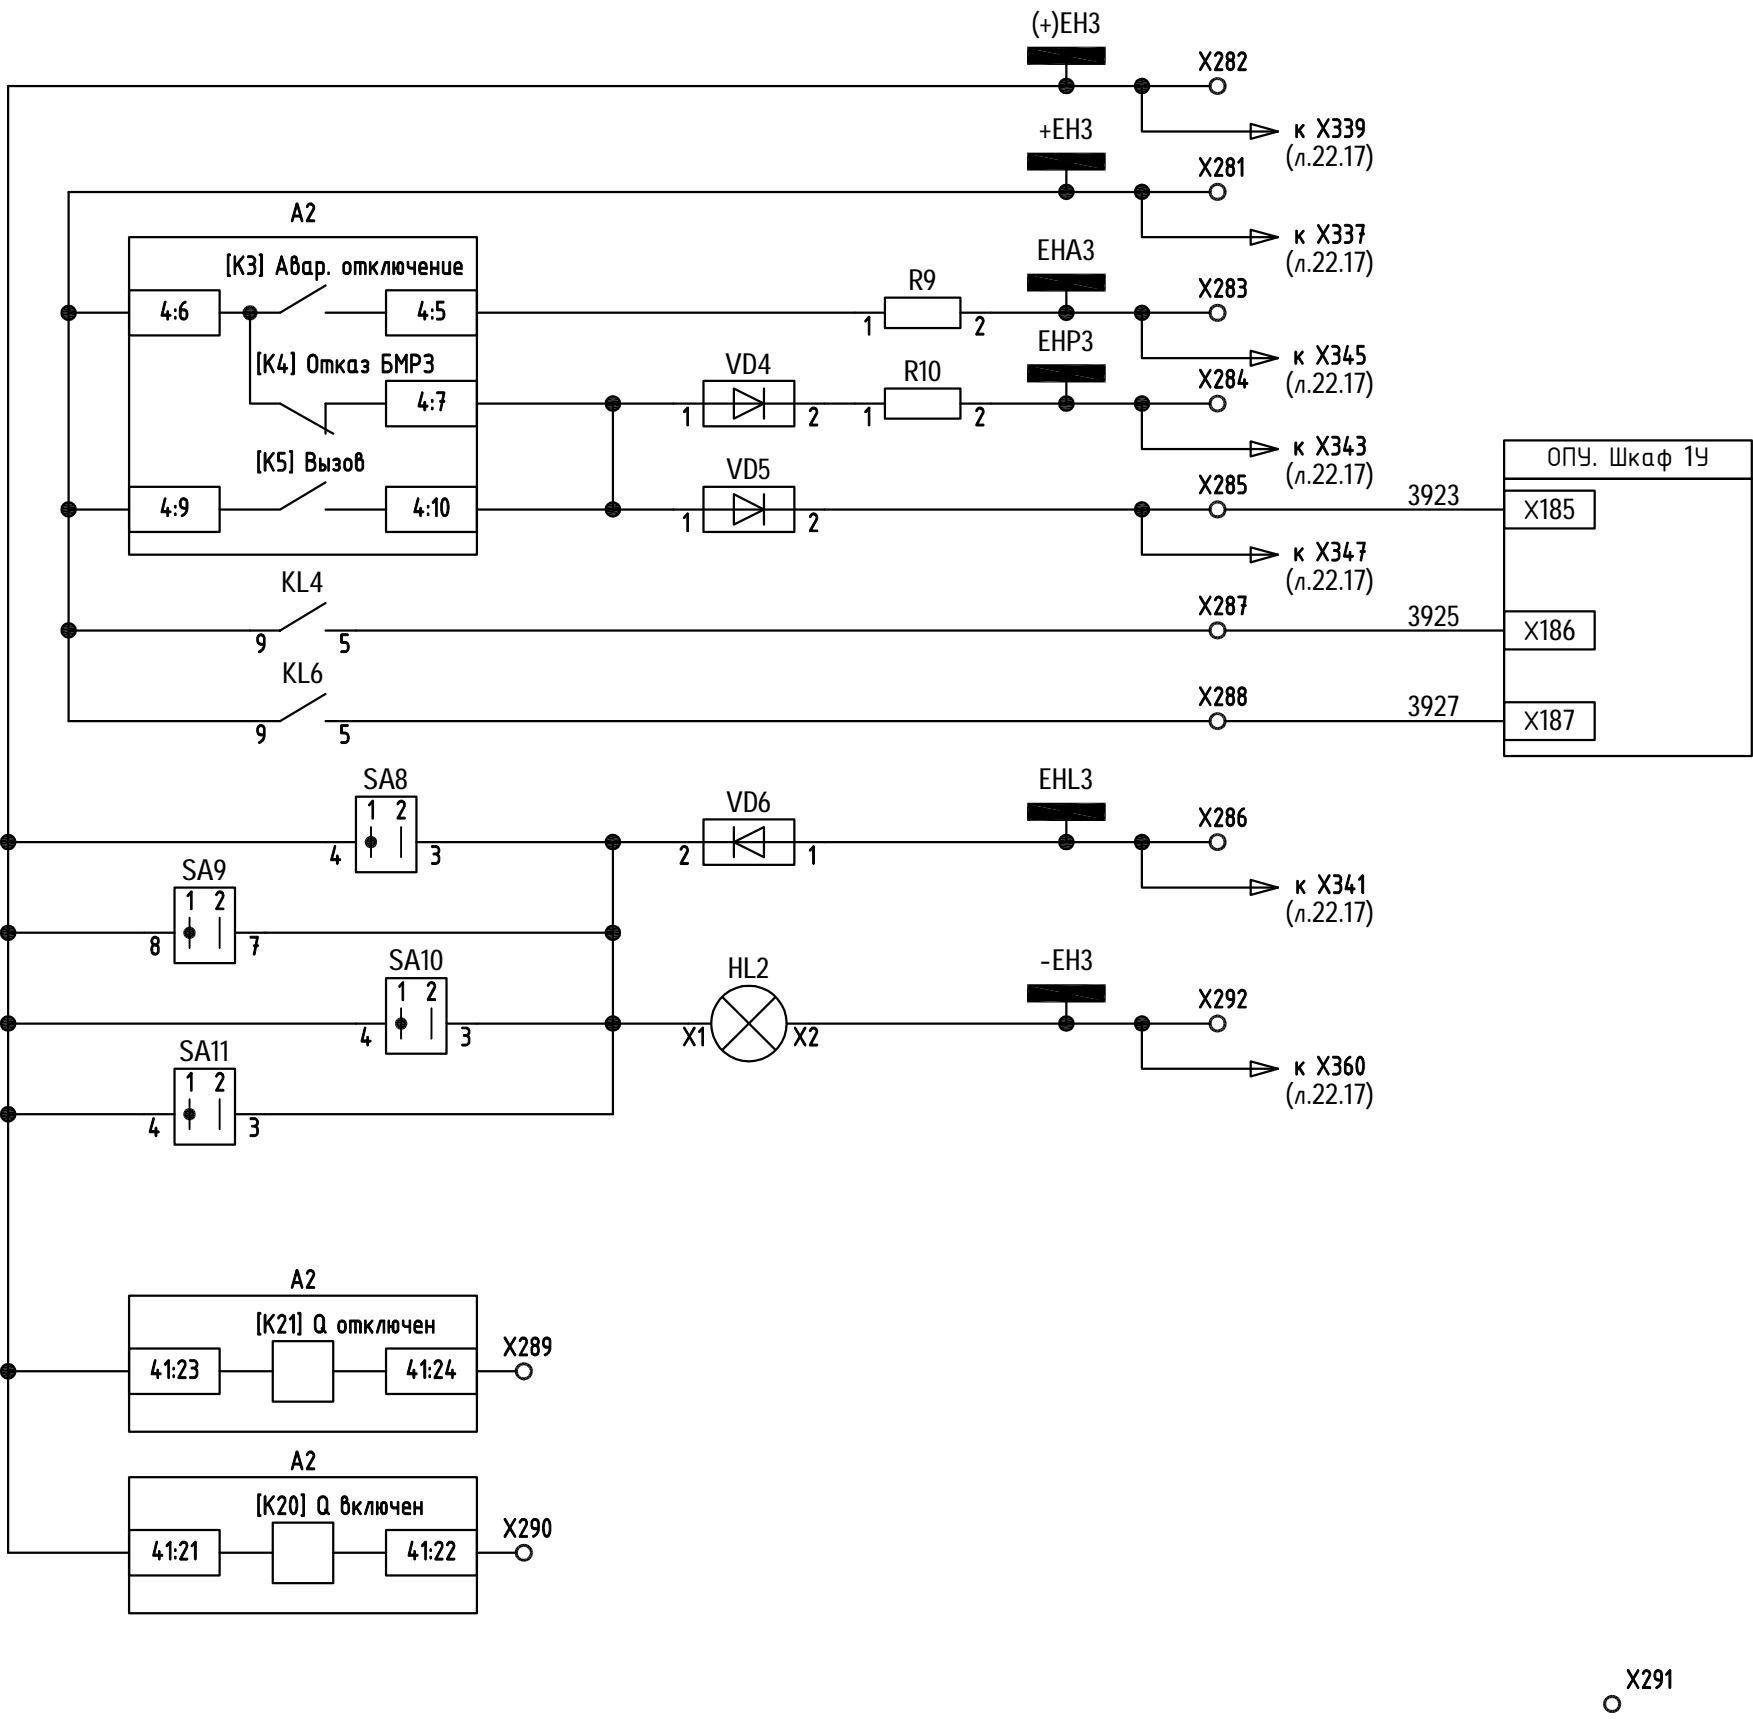 (+)EH3
X282
к X339
(л.22.17)
+EH3
X281
к X337
(л.22.17)
A2
[K3] Авар. отключение
4:6
4:5
R9
1
2
EHA3
X283
к X345
(л.22.17)
[K4] Отказ БМРЗ
4:7
VD4
1
2
R10
1
2
EHP3
X284
к X343
(л.22.17)
[K5] Вызов
4:9
4:10
VD5
1
2
X285
3923
к X347
(л.22.17)
ОПУ. Шкаф 1У
X185
X186
X187
KL4
9
5
X287
3925
KL6
9
5
X288
3927
SA8
1 2
4
3
VD6
2
1
EHL3
X286
к X341
(л.22.17)
SA9
1 2
8
7
SA10
1 2
4
3
HL2
X1
X2
-EH3
X292
к X360
(л.22.17)
SA11
1 2
4
3
A2
[K21] Q отключен
41:23
41:24
X289
A2
[K20] Q включен
41:21
41:22
X290
X291